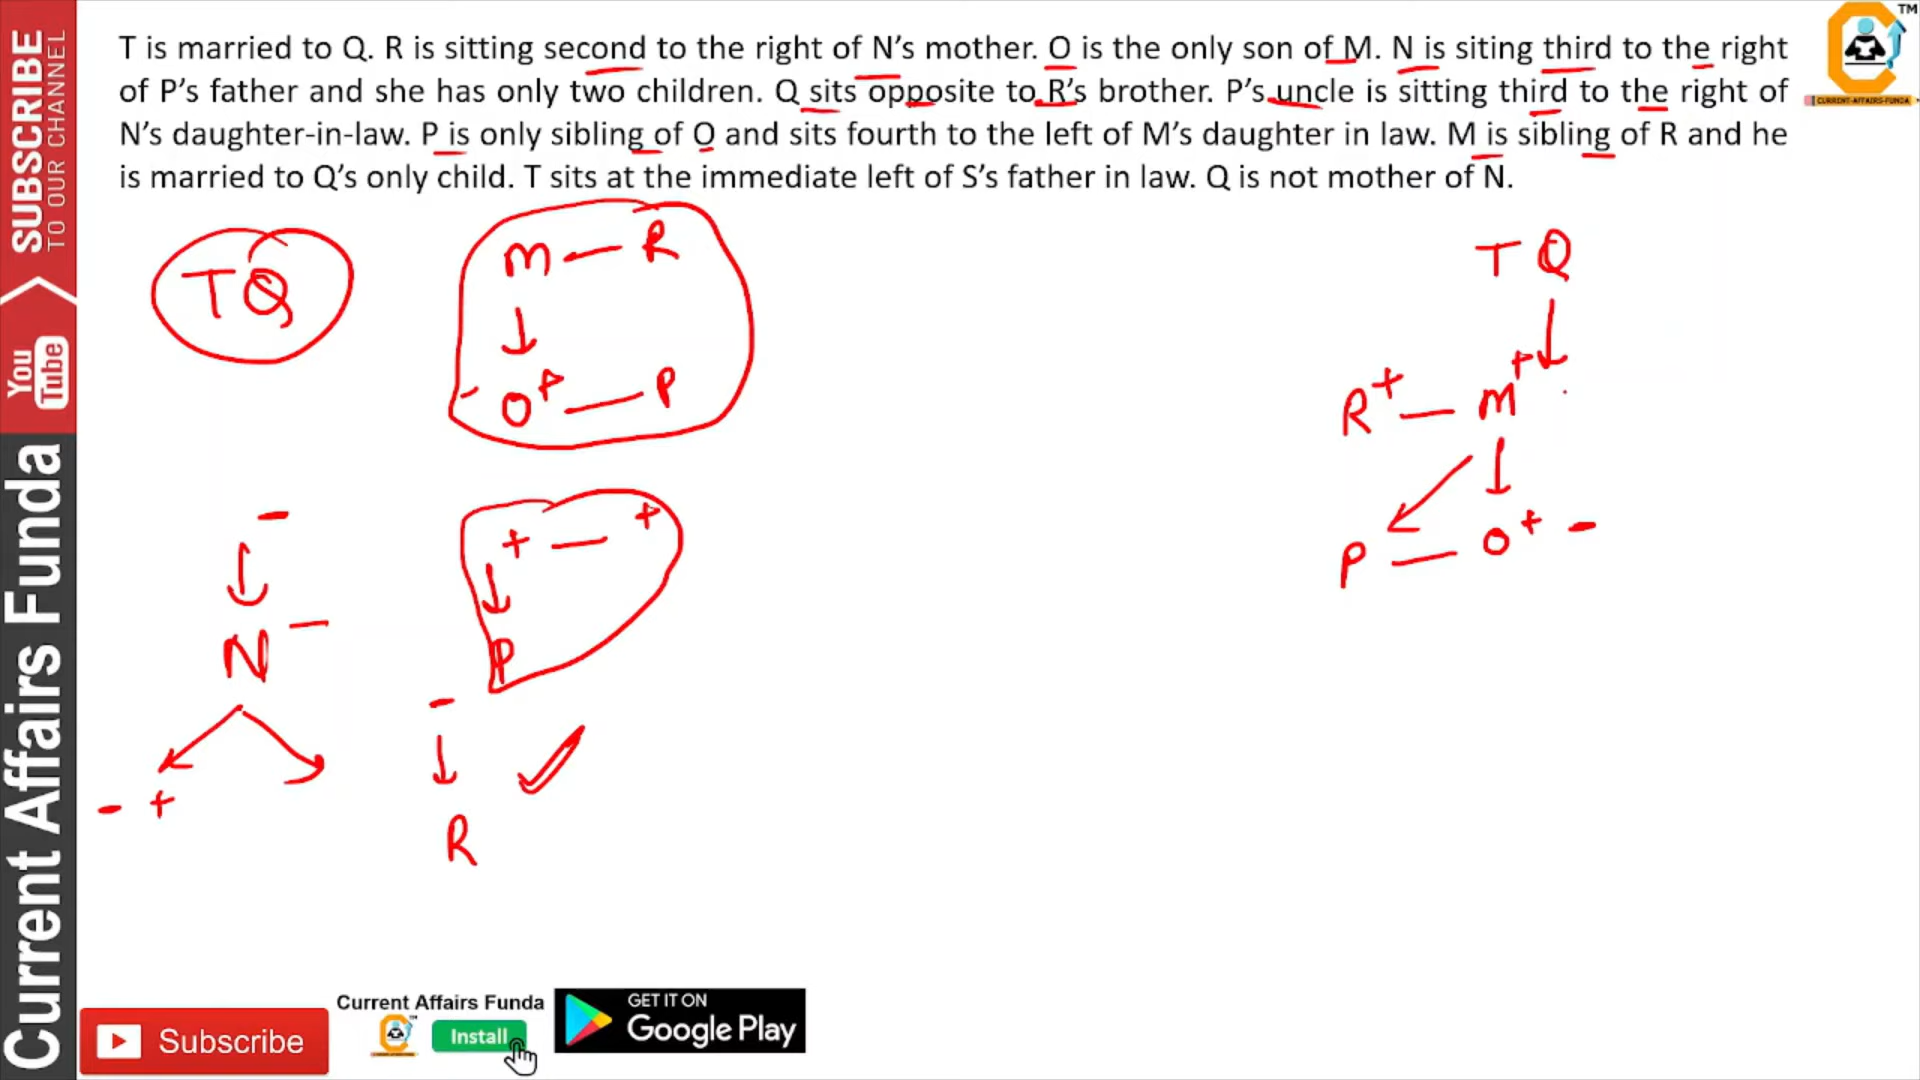 T is married to Q. R is sitting second to the right of N's mother. O is the only son of M. N is siting third to the right
of P's father and she has only two children. Q sits opposite to R's brother. P's uncle is sitting third to the right of
N's daughter-in-law. P is only sibling of O and sits fourth to the left of M's daughter in law. M is sibling of R and he
is married to Q's only child. T sits at the immediate left of S's father in law. Q is not mother of N.
TM
CURRENT-AFFAIRS-FUNDA
SUBSCRIBE
TO OUR CHANNEL
You
Tube
Current Affairs Funda
T Q
M — R
O + — P
-
N -
- +
+ — +
P
-
R
T Q
R + — M +
P — O + -
Subscribe
Current Affairs Funda
Install
GET IT ON
Google Play